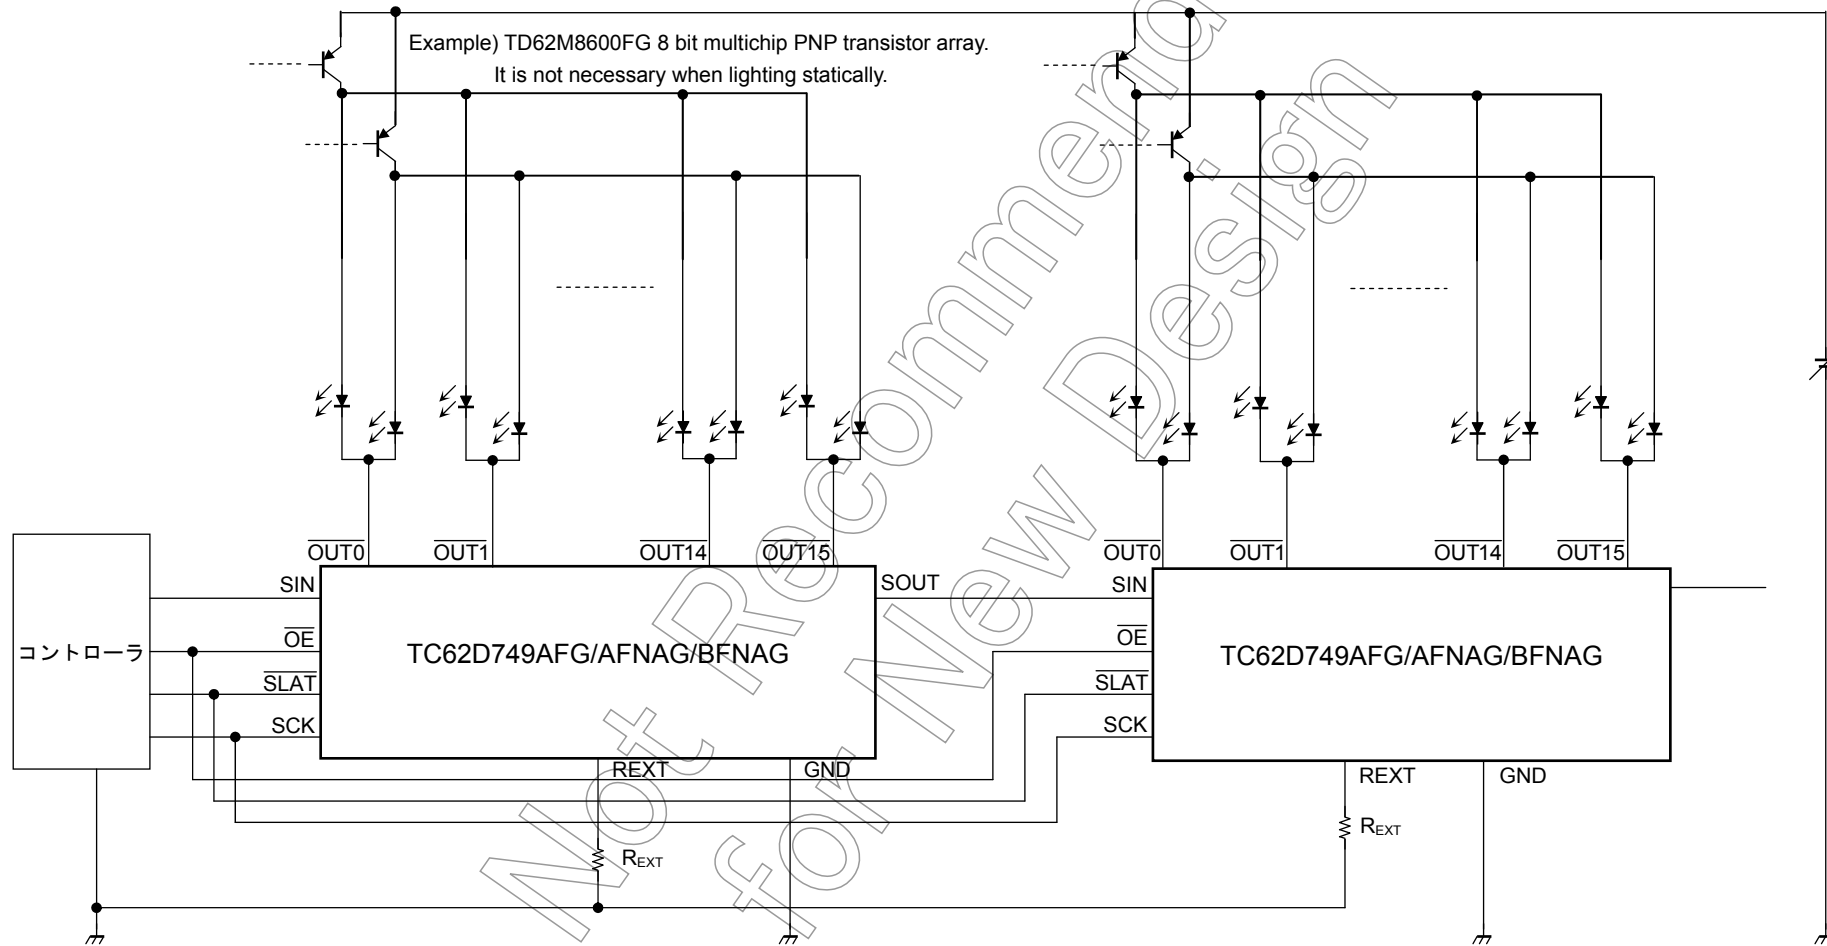 Example) TD62M8600FG 8 bit multichip PNP transistor array.
It is not necessary when lighting statically.
OUT0 OUT1 OUT14 OUT15 OUT0 OUT1 OUT14 OUT15
SIN SOUT SIN
OE OE
コントローラ TC62D749AFG/AFNAG/BFNAG TC62D749AFG/AFNAG/BFNAG
SLAT SLAT
SCK SCK
REXT GND REXT GND
REXT REXT
Not Recommend
for New Design